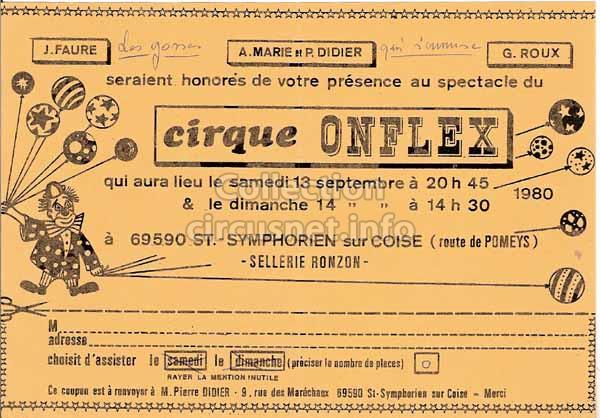 J. FAURE Les gosses A. MARIE et P. DIDIER qui s'amuse G. ROUX
seraient honorés de votre présence au spectacle du
cirque ONFLEX
qui aura lieu le samedi 13 septembre à 20 h 45
1980
& le dimanche 14 " " à 14 h 30
Collection
circusnet.info
à 69590 ST.-SYMPHORIEN sur COISE ( route de POMEYS )
- SELLERIE RONZON -
M
adresse
choisit d'assister le samedi le dimanche (préciser le nombre de places) 0
RAYER LA MENTION INUTILE
Ce coupon est à renvoyer à M. Pierre DIDIER - 9, rue des Maréchaux 69590 St-Symphorien sur Coise - Merci